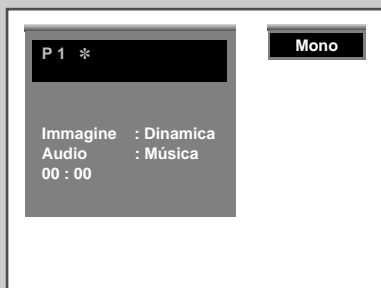 P 1 ✼
Mono
Immagine : Dinamica
Audio : Música
00 : 00